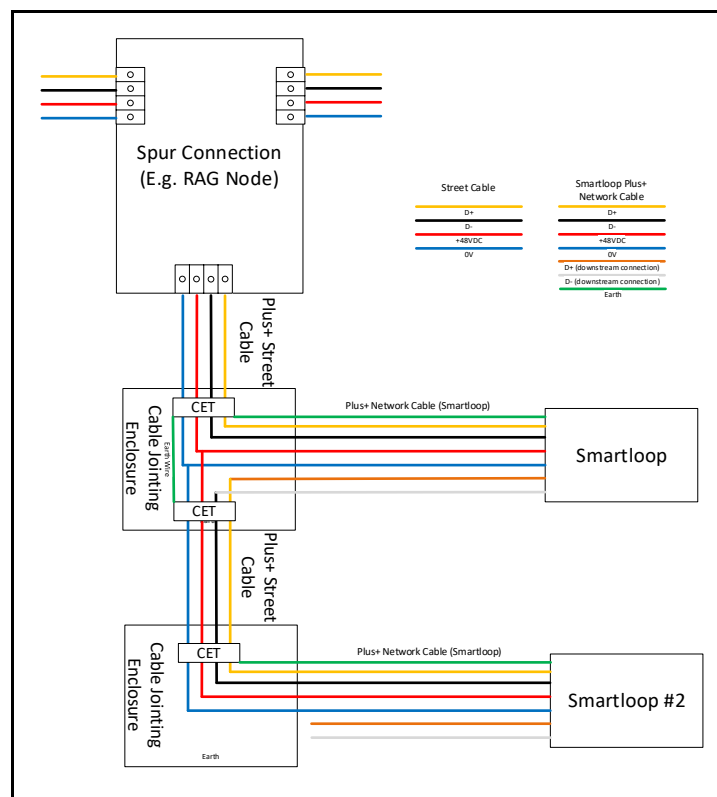 Spur Connection
(E.g. RAG Node)
Street Cable
D+
D-
+48VDC
0V
Smartloop Plus+
Network Cable
D+
D-
+48VDC
0V
D+ (downstream connection)
D- (downstream connection)
Earth
Plus+ Street
Cable
CET
Cable Jointing
Enclosure
Earth Wire
Plus+ Network Cable (Smartloop)
Smartloop
CET
Plus+ Street
Cable
CET
Cable Jointing
Enclosure
Plus+ Network Cable (Smartloop)
Smartloop #2
Earth